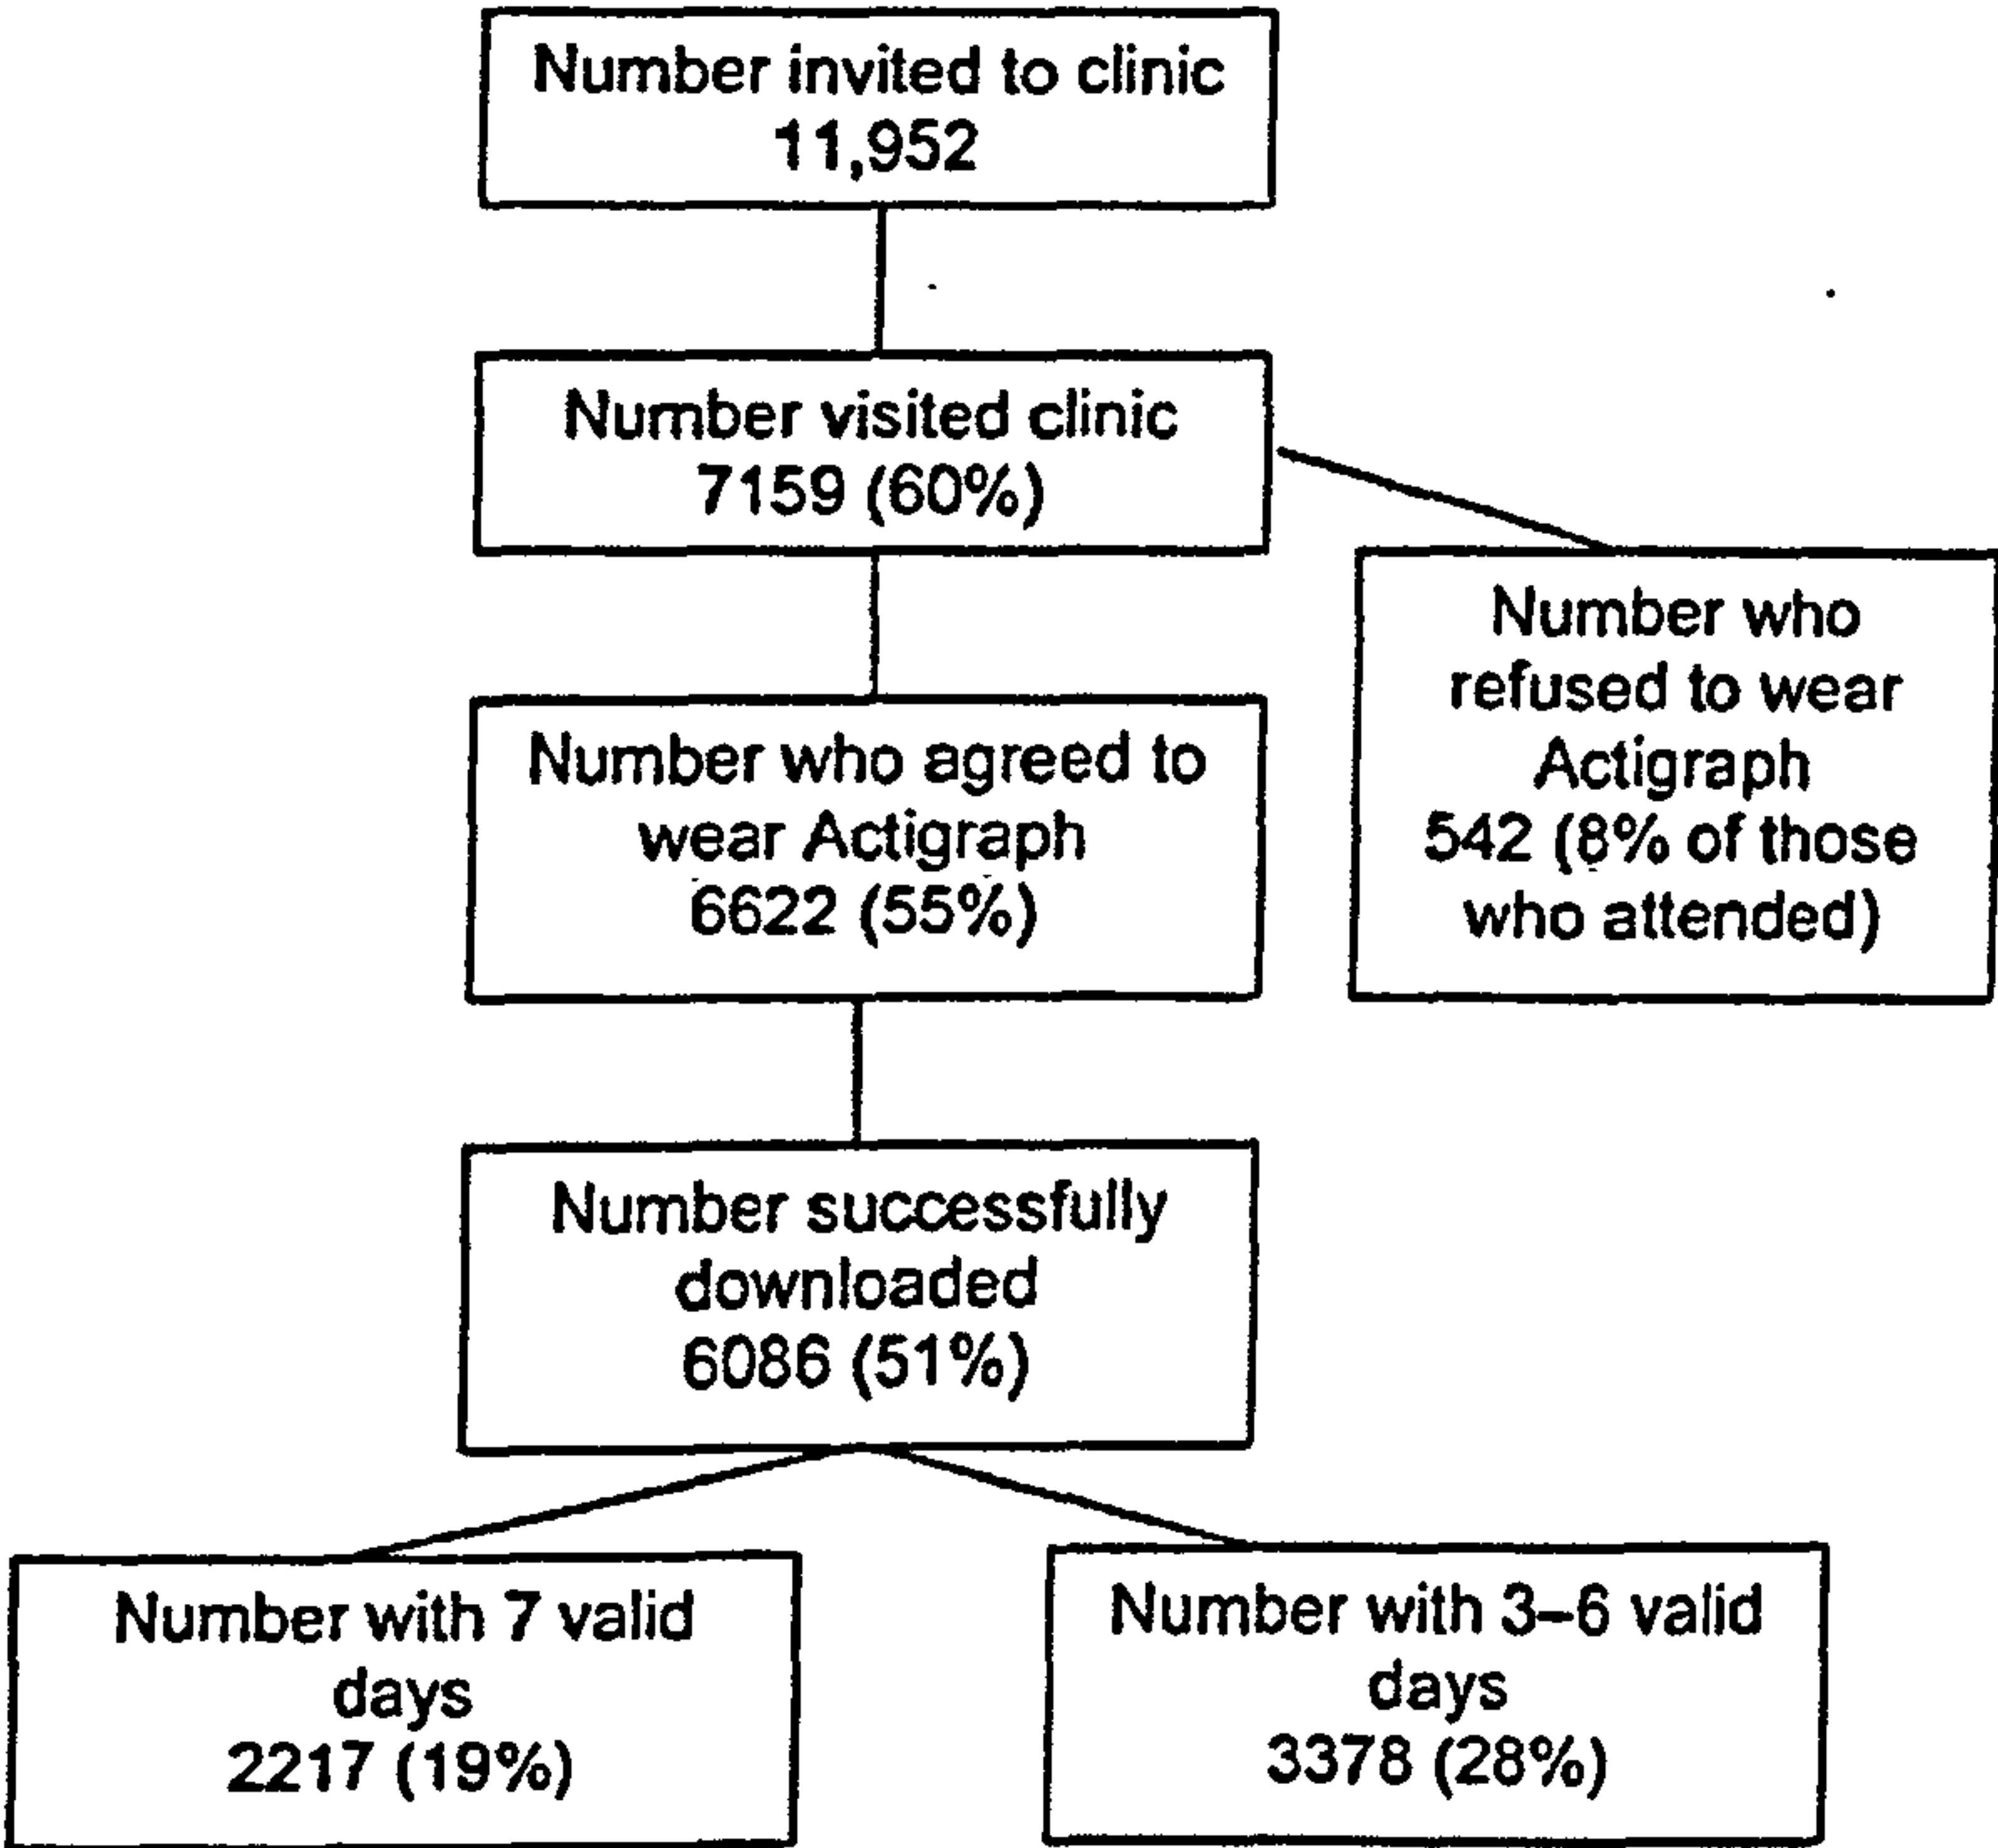 Number invited to clinic
11,952
Number visited clinic
7159 (60%)
Number who
refused to wear
Actigraph
542 (8% of those
who attended)
Number who agreed to
wear Actigraph
6622 (55%)
Number successfully
downloaded
6086 (51%)
Number with 7 valid
days
2217 (19%)
Number with 3–6 valid
days
3378 (28%)